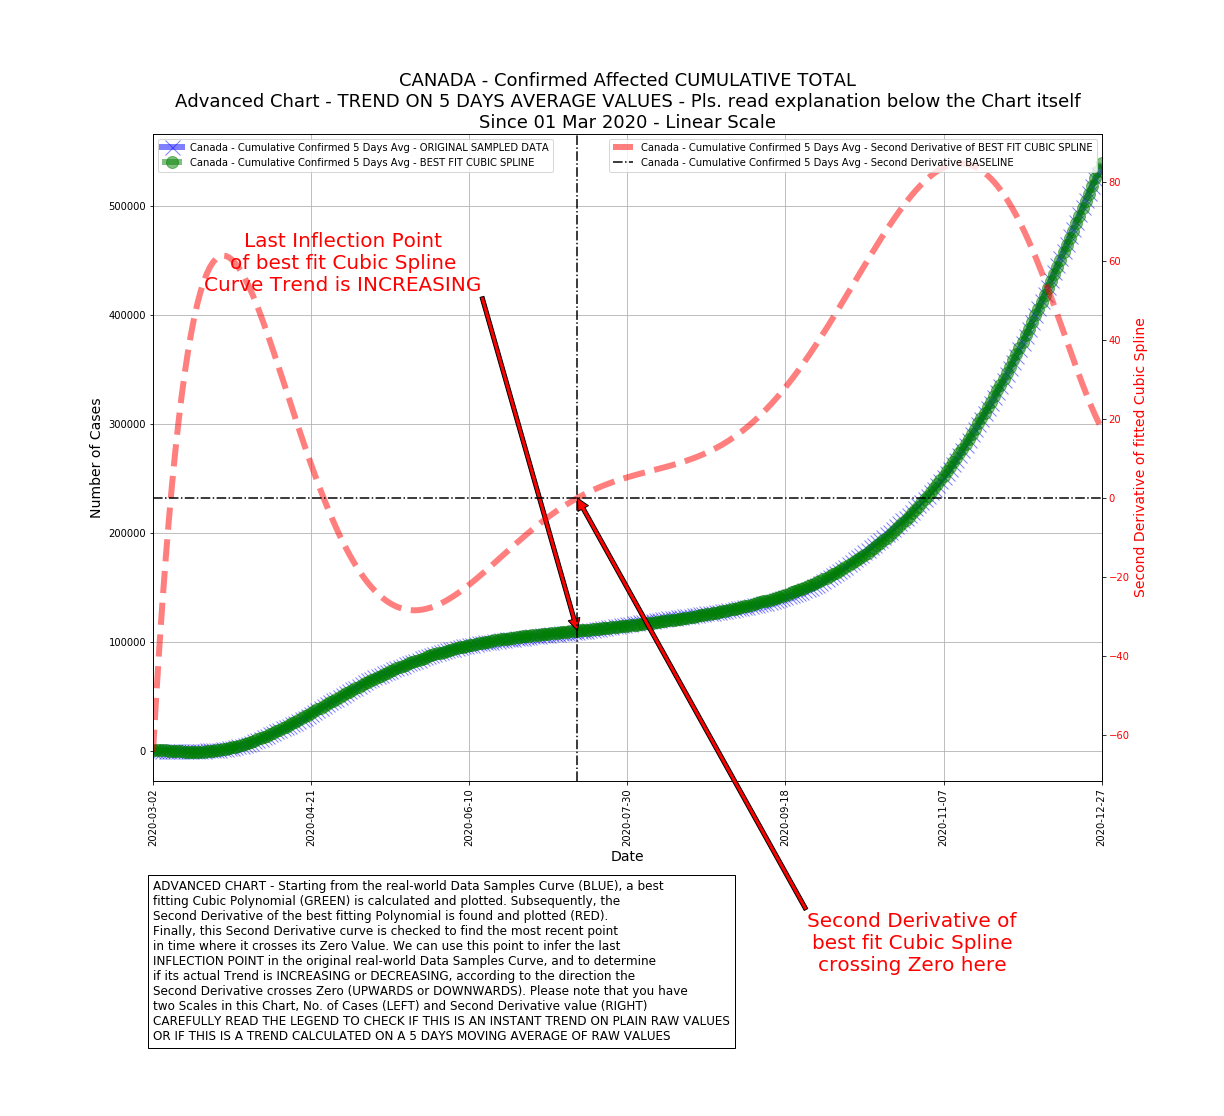 CANADA - Confirmed Affected CUMULATIVE TOTAL
Advanced Chart - TREND ON 5 DAYS AVERAGE VALUES - Pls. read explanation below the Chart itself
Since 01 Mar 2020 - Linear Scale
Canada - Cumulative Confirmed 5 Days Avg - ORIGINAL SAMPLED DATA
Canada - Cumulative Confirmed 5 Days Avg - BEST FIT CUBIC SPLINE
Canada - Cumulative Confirmed 5 Days Avg - Second Derivative of BEST FIT CUBIC SPLINE
Canada - Cumulative Confirmed 5 Days Avg - Second Derivative BASELINE
Last Inflection Point
of best fit Cubic Spline
Curve Trend is INCREASING
Number of Cases
500000
400000
300000
200000
100000
0
80
60
40
20
0
−20
−40
−60
Second Derivative of fitted Cubic Spline
2020-03-02
2020-04-21
2020-06-10
2020-07-30
2020-09-18
2020-11-07
2020-12-27
Date
Second Derivative of
best fit Cubic Spline
crossing Zero here
ADVANCED CHART - Starting from the real-world Data Samples Curve (BLUE), a best
fitting Cubic Polynomial (GREEN) is calculated and plotted. Subsequently, the
Second Derivative of the best fitting Polynomial is found and plotted (RED).
Finally, this Second Derivative curve is checked to find the most recent point
in time where it crosses its Zero Value. We can use this point to infer the last
INFLECTION POINT in the original real-world Data Samples Curve, and to determine
if its actual Trend is INCREASING or DECREASING, according to the direction the
Second Derivative crosses Zero (UPWARDS or DOWNWARDS). Please note that you have
two Scales in this Chart, No. of Cases (LEFT) and Second Derivative value (RIGHT)
CAREFULLY READ THE LEGEND TO CHECK IF THIS IS AN INSTANT TREND ON PLAIN RAW VALUES
OR IF THIS IS A TREND CALCULATED ON A 5 DAYS MOVING AVERAGE OF RAW VALUES